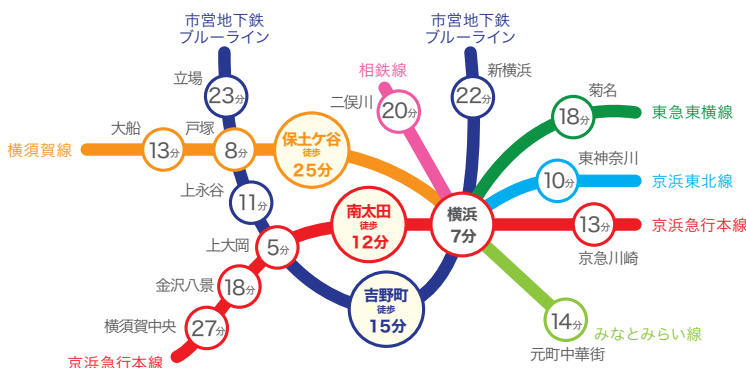 市営地下鉄
ブルーライン
市営地下鉄
ブルーライン
立場
23分
相鉄線
二俣川
20分
新横浜
22分
菊名
18分
東急東横線
横須賀線
大船
13分
戸塚
8分
保土ケ谷
徒歩
25分
東神奈川
10分
京浜東北線
上永谷
11分
南太田
徒歩
12分
横浜
7分
13分
京急川崎
京浜急行本線
上大岡
5分
金沢八景
18分
吉野町
徒歩
15分
横須賀中央
27分
京浜急行本線
14分
元町中華街
みなとみらい線